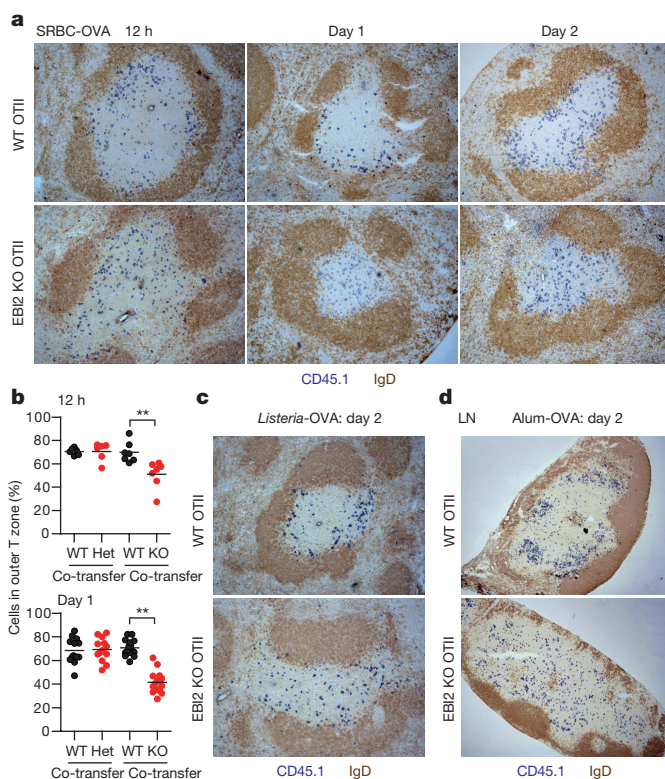 a
SRBC-OVA 12 h
Day 1
Day 2
WT OTII
EBI2 KO OTII
CD45.1 IgD
b
12 h
100
80
60
40
20
0
**
WT Het WT KO
Co-transfer Co-transfer
Day 1
100
80
60
40
20
0
**
WT Het WT KO
Co-transfer Co-transfer
Cells in outer T zone (%)
c
Listeria-OVA: day 2
WT OTII
EBI2 KO OTII
CD45.1 IgD
d
LN Alum-OVA: day 2
WT OTII
EBI2 KO OTII
CD45.1 IgD